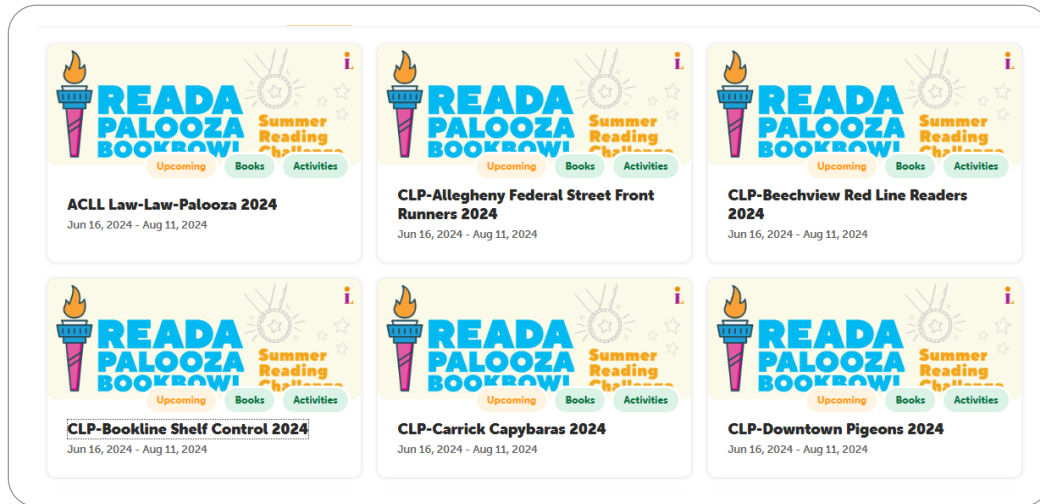 READA
PALOOZA
BOOKBOWL
Summer
Reading
Challenge
Upcoming
Books
Activities
ACLL Law-Law-Palooza 2024
Jun 16, 2024 - Aug 11, 2024
READA
PALOOZA
BOOKBOWL
Summer
Reading
Challenge
Upcoming
Books
Activities
CLP-Allegheny Federal Street Front
Runners 2024
Jun 16, 2024 - Aug 11, 2024
READA
PALOOZA
BOOKBOWL
Summer
Reading
Challenge
Upcoming
Books
Activities
CLP-Beechview Red Line Readers
2024
Jun 16, 2024 - Aug 11, 2024
READA
PALOOZA
BOOKBOWL
Summer
Reading
Challenge
Upcoming
Books
Activities
CLP-Bookline Shelf Control 2024
Jun 16, 2024 - Aug 11, 2024
READA
PALOOZA
BOOKBOWL
Summer
Reading
Challenge
Upcoming
Books
Activities
CLP-Carrick Capybaras 2024
Jun 16, 2024 - Aug 11, 2024
READA
PALOOZA
BOOKBOWL
Summer
Reading
Challenge
Upcoming
Books
Activities
CLP-Downtown Pigeons 2024
Jun 16, 2024 - Aug 11, 2024